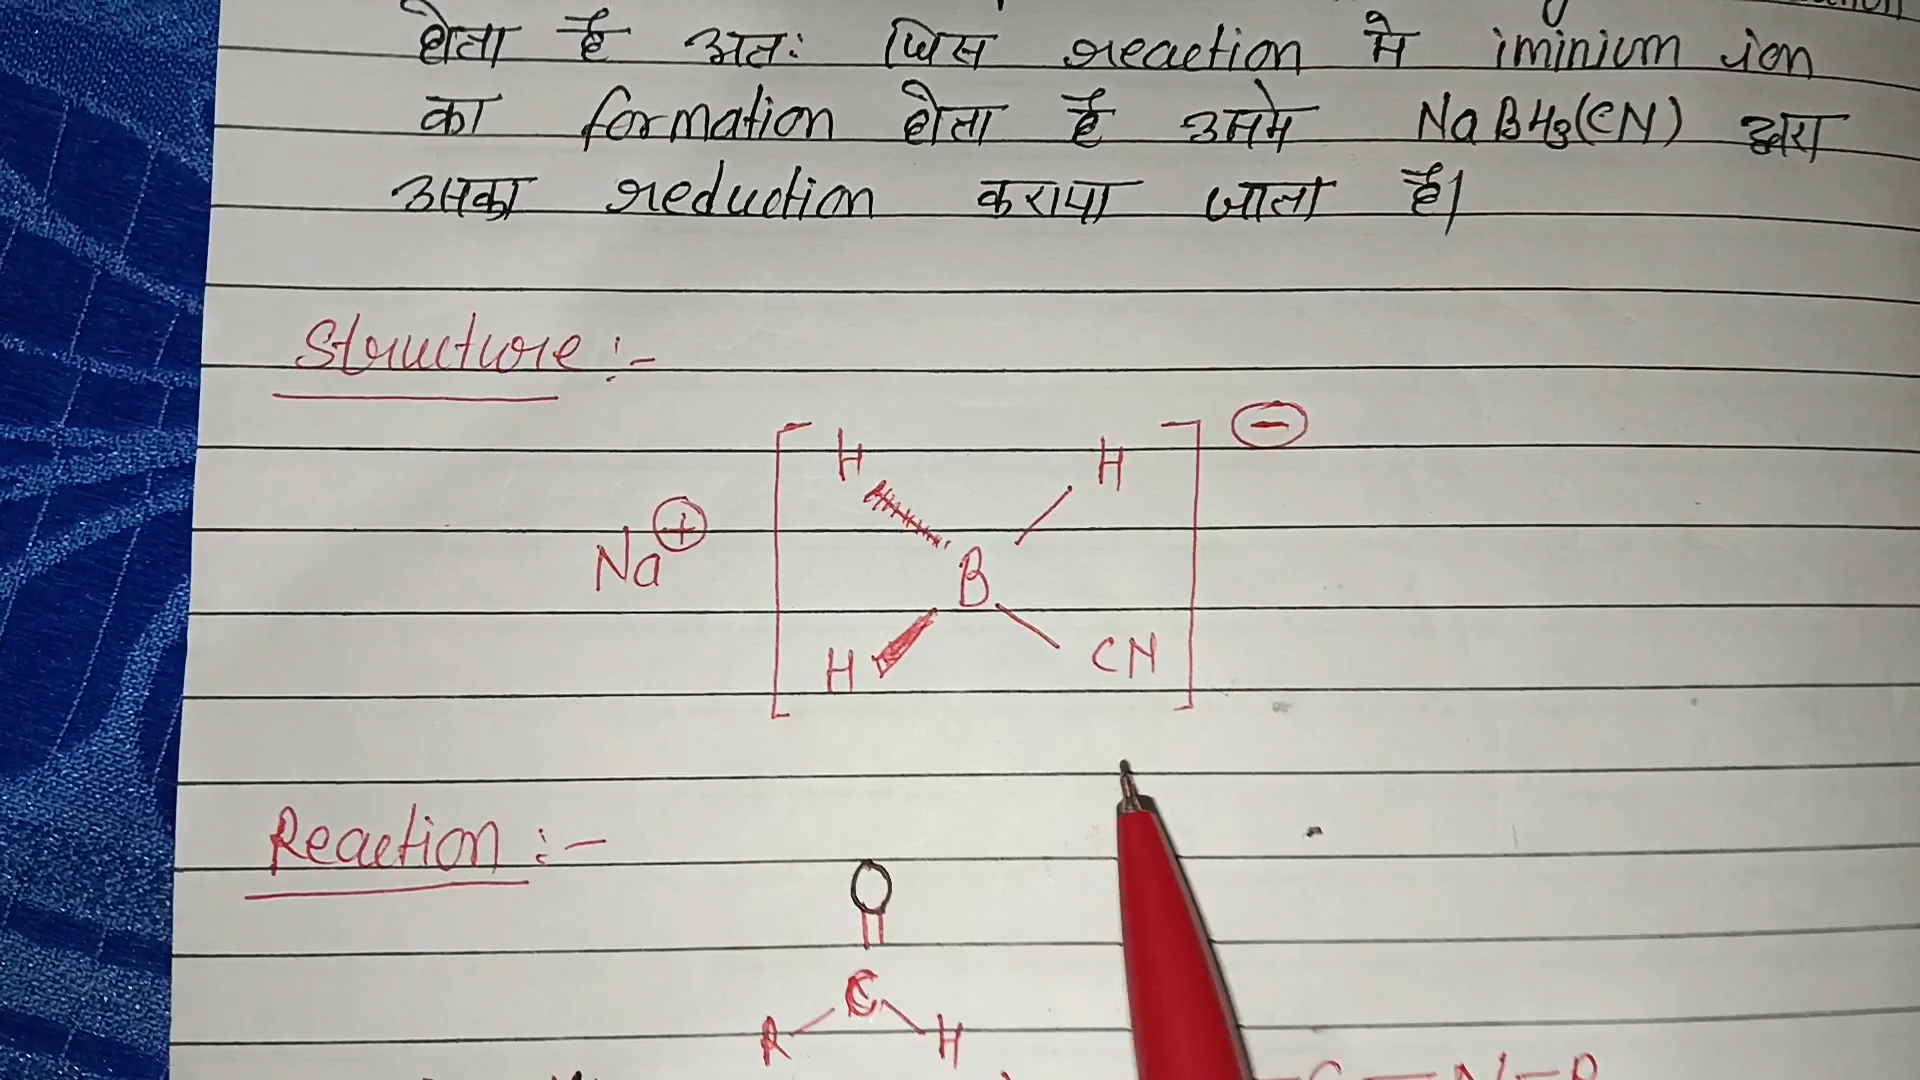 होता है अतः जिस reaction मे iminium ion
का formation होता है उसमे NaBH3(CN) द्वारा
उसका reduction कराया जाता है।
Structure :-
H H ⊖
Na⊕ B
H CN
Reaction :-
O
C
R H
C — N — R